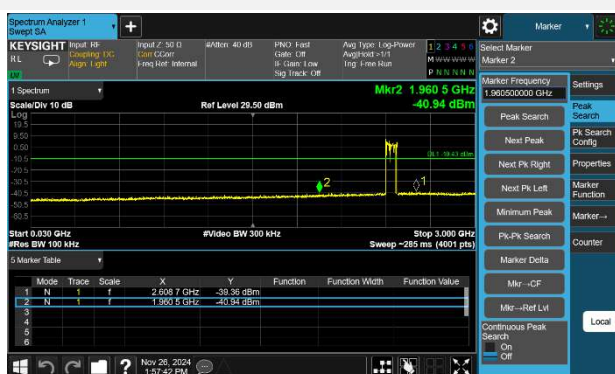 Spectrum Analyzer 1
Swept SA
Marker
KEYSIGHT Input: RF Input Z: 50 Ω #Atten: 40 dB PNO: Fast Avg Type: Log-Power 1 2 3 4 5 6
RL Coupling: DC Corr CCorr Gate: Off Avg|Hold >1/1 M W W W W W
Align: Light Freq Ref: Internal IF Gain: Low Trig: Free Run
Sig Track: Off P N N N N N
Select Marker
Marker 2
1 Spectrum
Mkr2 1.960 5 GHz
Scale/Div 10 dB Ref Level 29.50 dBm -40.94 dBm
Log
19.5
9.50
0.50
-10.5
-20.5
-30.5
-40.5
-50.5
-60.5
2
1
Start 0.030 GHz #Video BW 300 kHz Stop 3.000 GHz
#Res BW 100 kHz Sweep ~285 ms (4001 pts)
5 Marker Table
Mode Trace Scale X Y Function Function Width Function Value
1 N 1 f 2.608 7 GHz -39.36 dBm
2 N 1 f 1.960 5 GHz -40.94 dBm
3
4
5
6
Nov 26, 2024
1:57:42 PM
Marker Frequency
1.960500000 GHz
Peak Search
Next Peak
Next Pk Right
Next Pk Left
Minimum Peak
Pk-Pk Search
Marker Delta
Mkr→CF
Mkr→Ref Lvl
Continuous Peak
Search
On
Off
Settings
Peak
Search
Pk Search
Config
Properties
Marker
Function
Marker→
Counter
Local